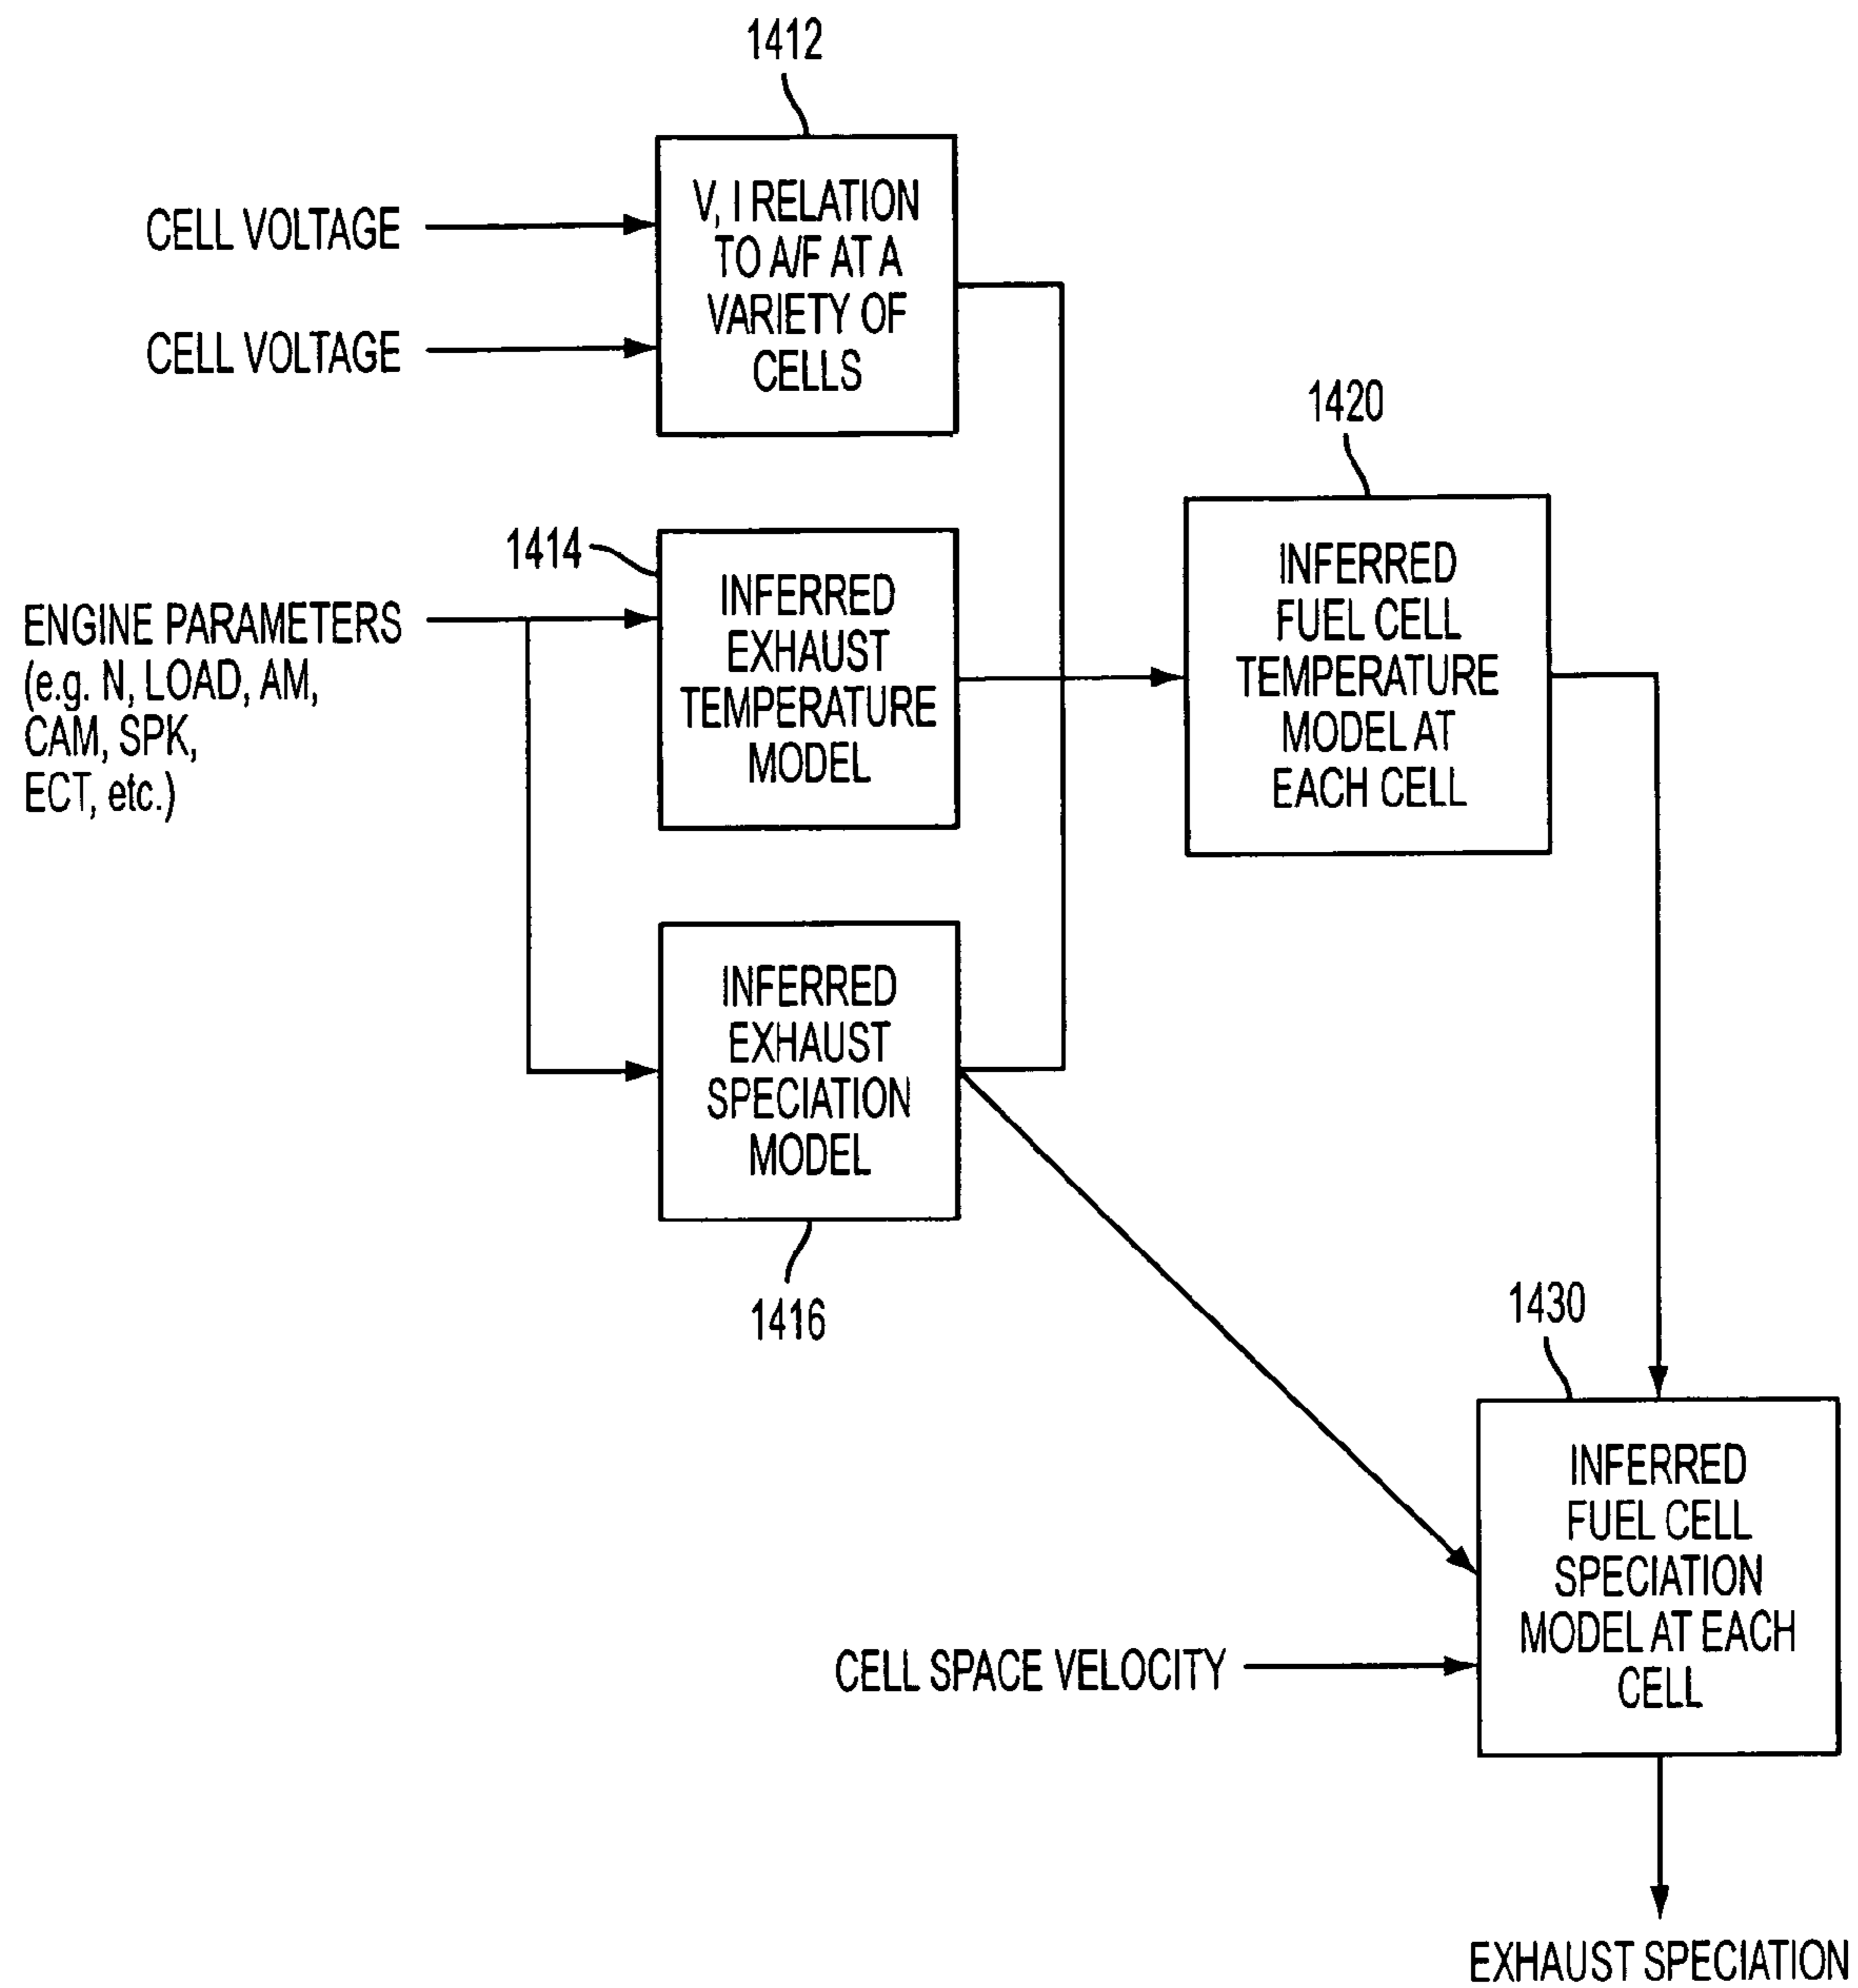 1412
V, I RELATION
TO A/F AT A
VARIETY OF
CELLS
CELL VOLTAGE
CELL VOLTAGE
1420
INFERRED
FUEL CELL
TEMPERATURE
MODEL AT
EACH CELL
1414
INFERRED
EXHAUST
TEMPERATURE
MODEL
ENGINE PARAMETERS
(e.g. N, LOAD, AM,
CAM, SPK,
ECT, etc.)
INFERRED
EXHAUST
SPECIATION
MODEL
1416
1430
INFERRED
FUEL CELL
SPECIATION
MODEL AT EACH
CELL
CELL SPACE VELOCITY
EXHAUST SPECIATION